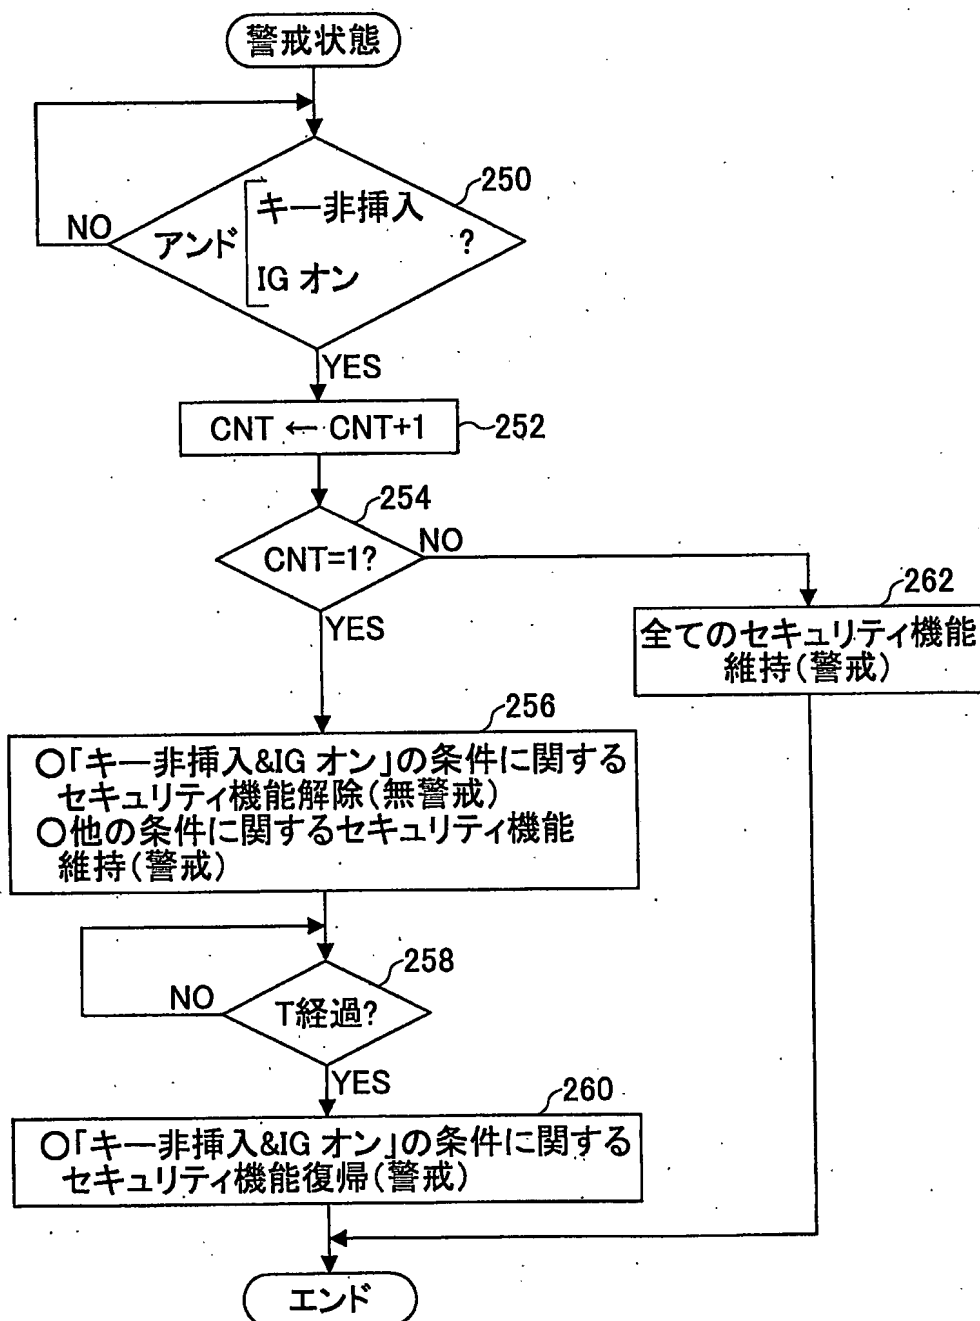 警戒状態
250
キー非挿入
NO
アンド
?
IG オン
YES
CNT ← CNT+1
252
254
CNT=1?
NO
YES
262
全てのセキュリティ機能
維持(警戒)
256
○「キー非挿入&IG オン」の条件に関する
セキュリティ機能解除(無警戒)
○他の条件に関するセキュリティ機能
維持(警戒)
258
NO
T経過?
YES
260
○「キー非挿入&IG オン」の条件に関する
セキュリティ機能復帰(警戒)
エンド